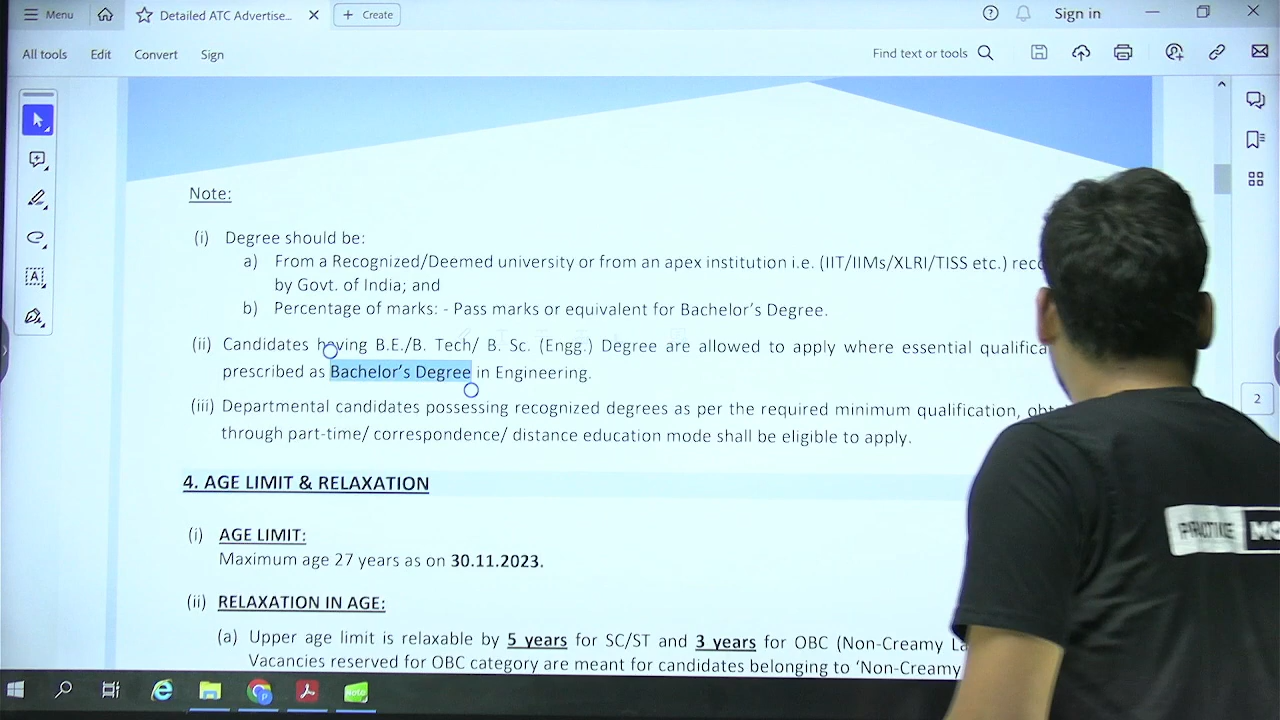 Menu
Detailed ATC Advertise...
Create
Sign in
All tools
Edit
Convert
Sign
Find text or tools
Note:
(i) Degree should be:
a) From a Recognized/Deemed university or from an apex institution i.e. (IIT/IIMs/XLRI/TISS etc.)
by Govt. of India; and
b) Percentage of marks: - Pass marks or equivalent for Bachelor's Degree.
(ii) Candidates having B.E./B. Tech/ B. Sc. (Engg.) Degree are allowed to apply where essential
prescribed as Bachelor's Degree in Engineering.
(iii) Departmental candidates possessing recognized degrees as per the required minimum qualification,
through part-time/ correspondence/ distance education mode shall be eligible to apply.
2
4. AGE LIMIT & RELAXATION
(i) AGE LIMIT:
Maximum age 27 years as on 30.11.2023.
(ii) RELAXATION IN AGE:
(a) Upper age limit is relaxable by 5 years for SC/ST and 3 years for OBC (Non-Creamy
Vacancies reserved for OBC category are meant for candidates belonging to 'Non-Creamy
PRACTICE